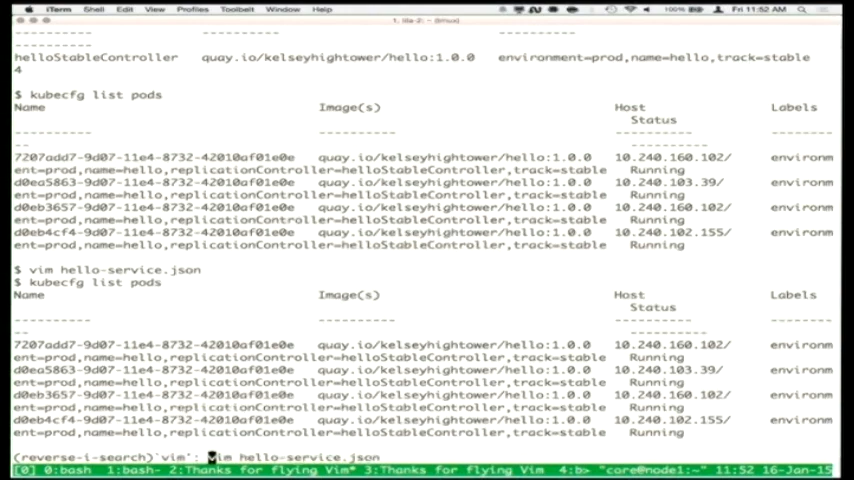 iTerm Shell Edit View Profiles Toolbelt Window Help 100% Fri 11:52 AM
1. (tmux)
---------- ---------- ----------
----------
helloStableController quay.io/kelseyhightower/hello:1.0.0 environment=prod,name=hello,track=stable
4
$ kubecfg list pods
Name Image(s) Host Labels
Status
---------- ---------- ---------- --------
-- ----------
7207add7-9d07-11e4-8732-42010af01e0e quay.io/kelseyhightower/hello:1.0.0 10.240.160.102/ environm
ent=prod,name=hello,replicationController=helloStableController,track=stable Running
d0ea5863-9d07-11e4-8732-42010af01e0e quay.io/kelseyhightower/hello:1.0.0 10.240.103.39/ environm
ent=prod,name=hello,replicationController=helloStableController,track=stable Running
d0eb3657-9d07-11e4-8732-42010af01e0e quay.io/kelseyhightower/hello:1.0.0 10.240.160.102/ environm
ent=prod,name=hello,replicationController=helloStableController,track=stable Running
d0eb4cf4-9d07-11e4-8732-42010af01e0e quay.io/kelseyhightower/hello:1.0.0 10.240.102.155/ environm
ent=prod,name=hello,replicationController=helloStableController,track=stable Running
$ vim hello-service.json
$ kubecfg list pods
Name Image(s) Host Labels
Status
---------- ---------- ---------- --------
-- ----------
7207add7-9d07-11e4-8732-42010af01e0e quay.io/kelseyhightower/hello:1.0.0 10.240.160.102/ environm
ent=prod,name=hello,replicationController=helloStableController,track=stable Running
d0ea5863-9d07-11e4-8732-42010af01e0e quay.io/kelseyhightower/hello:1.0.0 10.240.103.39/ environm
ent=prod,name=hello,replicationController=helloStableController,track=stable Running
d0eb3657-9d07-11e4-8732-42010af01e0e quay.io/kelseyhightower/hello:1.0.0 10.240.160.102/ environm
ent=prod,name=hello,replicationController=helloStableController,track=stable Running
d0eb4cf4-9d07-11e4-8732-42010af01e0e quay.io/kelseyhightower/hello:1.0.0 10.240.102.155/ environm
ent=prod,name=hello,replicationController=helloStableController,track=stable Running
(reverse-i-search)`vim': vim hello-service.json
[0] 0:bash 1:bash- 2:Thanks for flying Vim* 3:Thanks for flying Vim 4:b> "core@node1:~" 11:52 16-Jan-15